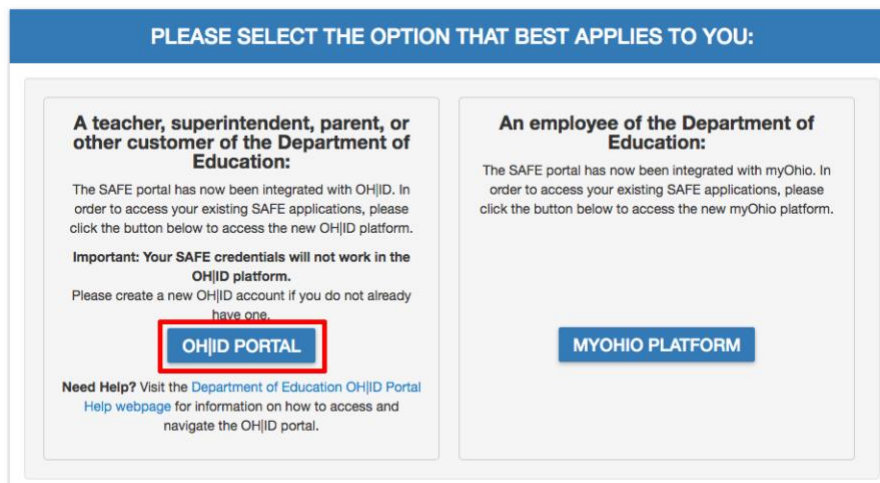 PLEASE SELECT THE OPTION THAT BEST APPLIES TO YOU:
A teacher, superintendent, parent, or
other customer of the Department of
Education:
The SAFE portal has now been integrated with OH|ID. In
order to access your existing SAFE applications, please
click the button below to access the new OH|ID platform.
Important: Your SAFE credentials will not work in the
OH|ID platform.
Please create a new OH|ID account if you do not already
have one.
OH|ID PORTAL
Need Help? Visit the Department of Education OH|ID Portal
Help webpage for information on how to access and
navigate the OH|ID portal.
An employee of the Department of
Education:
The SAFE portal has now been integrated with myOhio. In
order to access your existing SAFE applications, please
click the button below to access the new myOhio platform.
MYOHIO PLATFORM